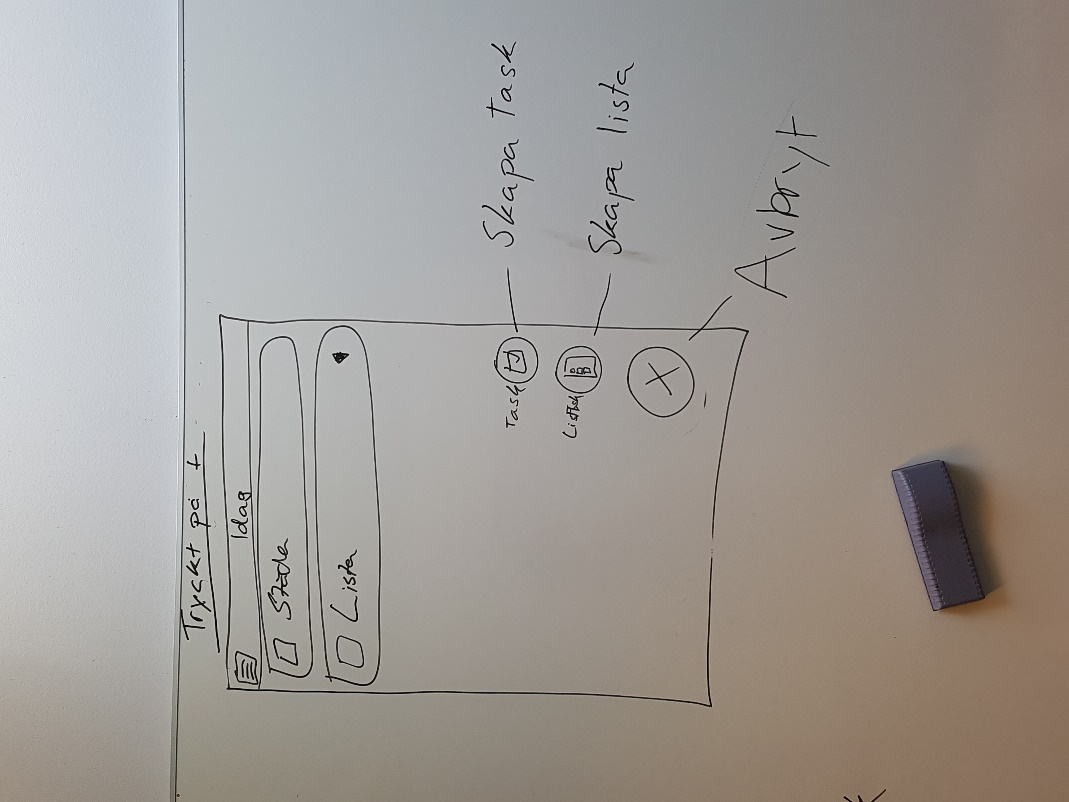 Tryckt på +
Idag
Städa
Lista
Task
Skapa task
Skapa lista
X
Avbryt